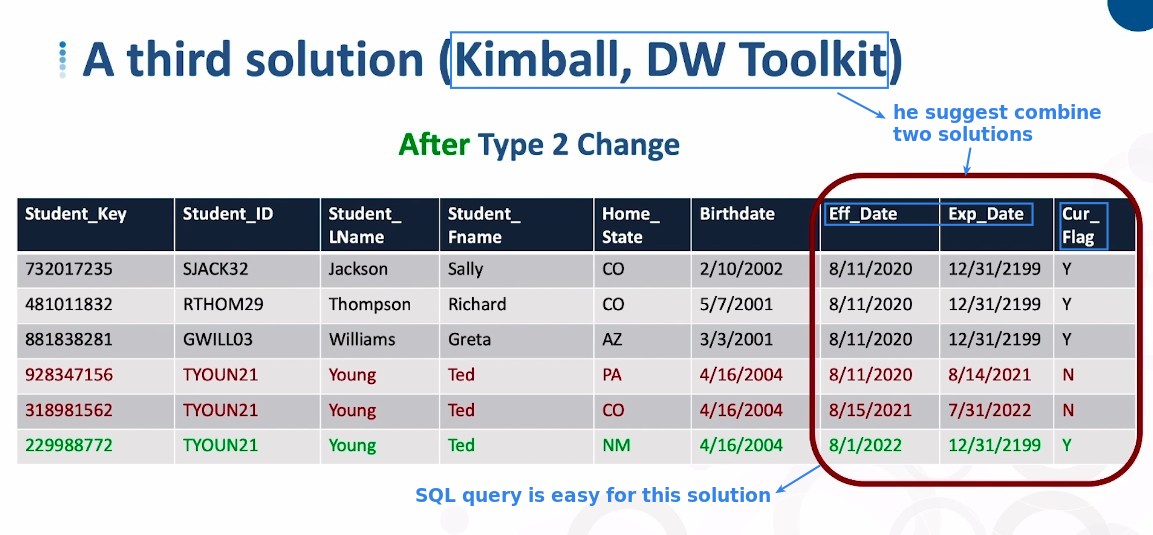 A third solution (Kimball, DW Toolkit)
he suggest combine
two solutions
After Type 2 Change
Student_Key Student_ID Student_ LName Student_ Fname Home_ State Birthdate Eff_Date Exp_Date Cur_ Flag
732017235 SJACK32 Jackson Sally CO 2/10/2002 8/11/2020 12/31/2199 Y
481011832 RTHOM29 Thompson Richard CO 5/7/2001 8/11/2020 12/31/2199 Y
881838281 GWILL03 Williams Greta AZ 3/3/2001 8/11/2020 12/31/2199 Y
928347156 TYOUN21 Young Ted PA 4/16/2004 8/11/2020 8/14/2021 N
318981562 TYOUN21 Young Ted CO 4/16/2004 8/15/2021 7/31/2022 N
229988772 TYOUN21 Young Ted NM 4/16/2004 8/1/2022 12/31/2199 Y
SQL query is easy for this solution